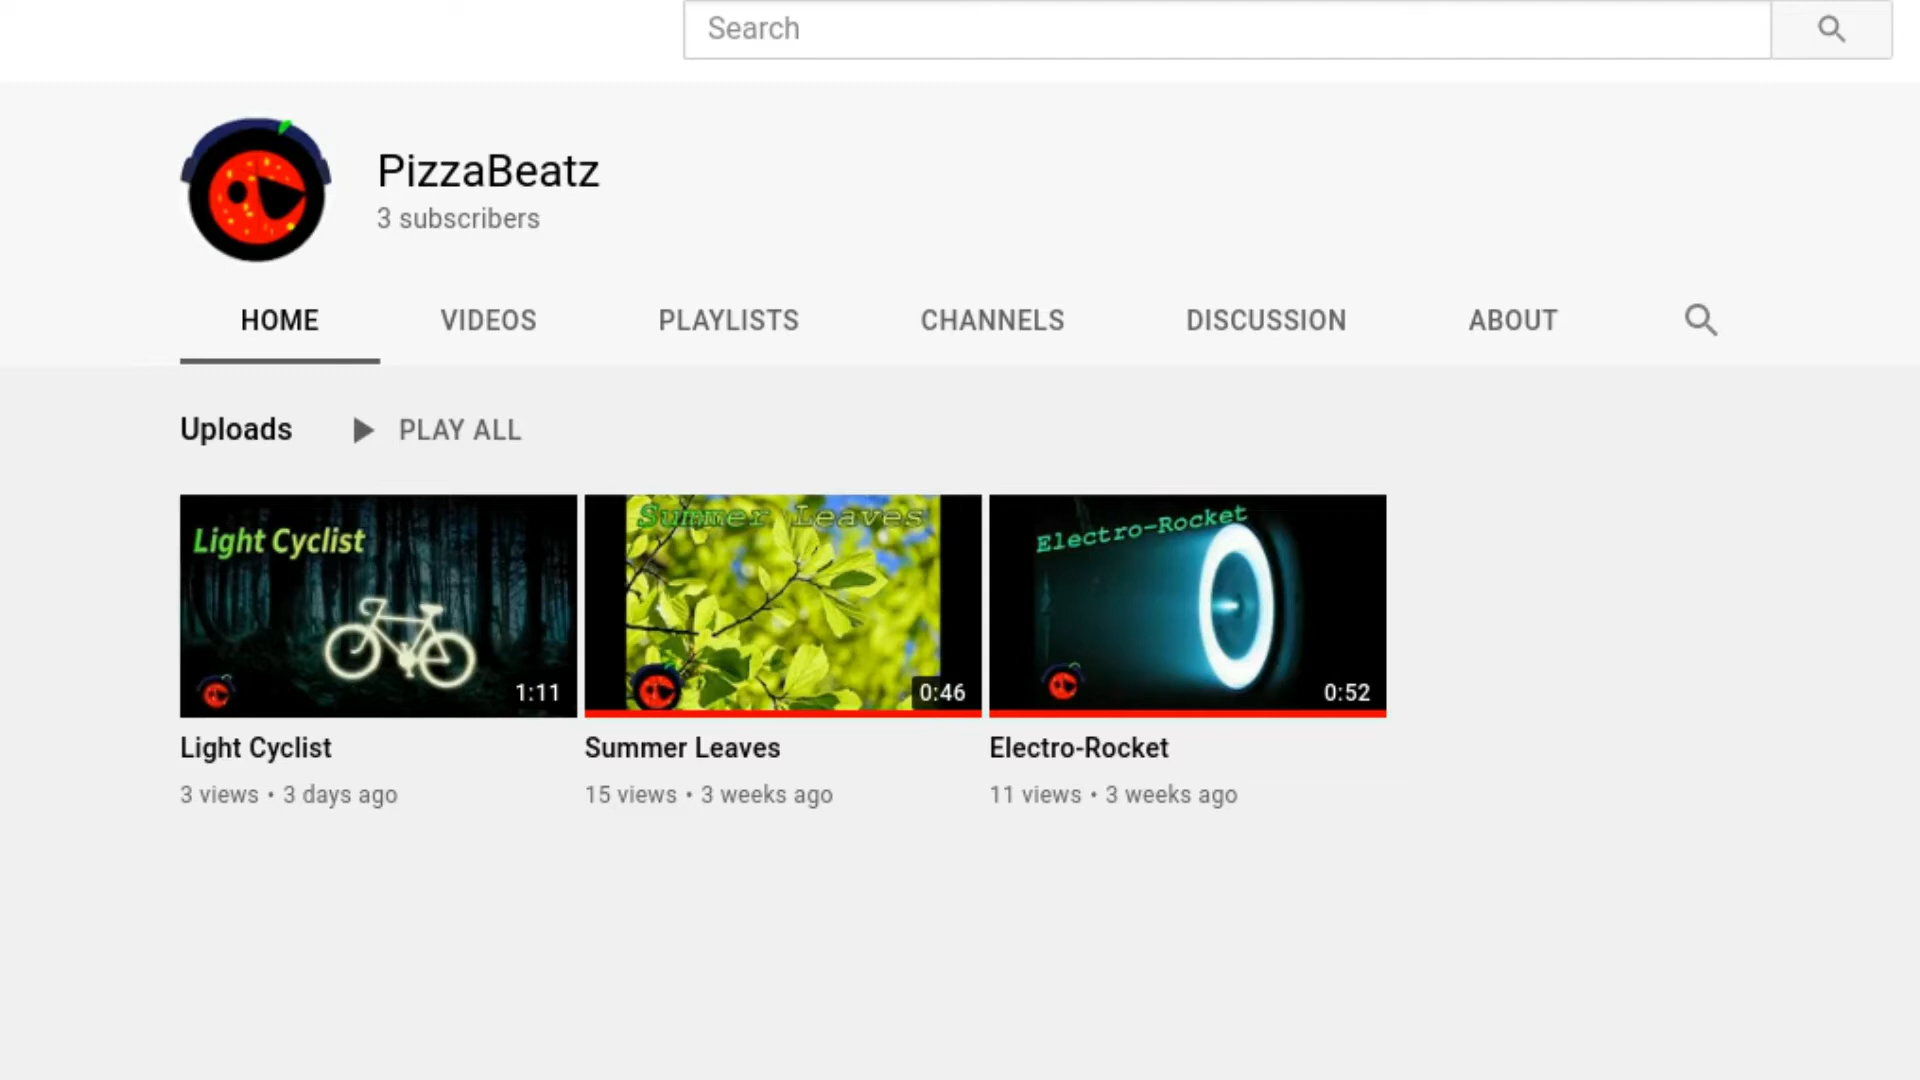 Search
PizzaBeatz
3 subscribers
HOME VIDEOS PLAYLISTS CHANNELS DISCUSSION ABOUT
Uploads PLAY ALL
Light Cyclist
1:11
Summer Leaves
0:46
Electro-Rocket
0:52
Light Cyclist
3 views • 3 days ago
Summer Leaves
15 views • 3 weeks ago
Electro-Rocket
11 views • 3 weeks ago